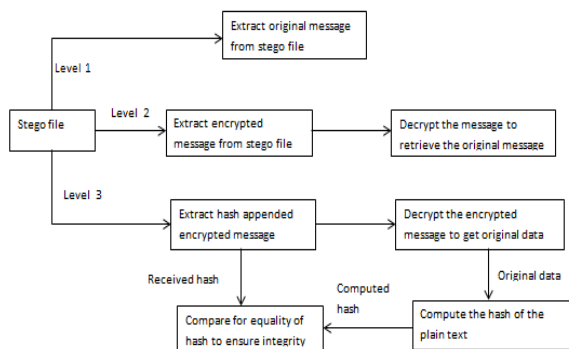 Extract original message
from stego file
Level 1
Level 2
Stego file
Extract encrypted
message from stego file
Decrypt the message to
retrieve the original message
Level 3
Extract hash appended
encrypted message
Decrypt the encrypted
message to get original data
Received hash
Computed
hash
Original data
Compare for equality of
hash to ensure integrity
Compute the hash of the
plain text